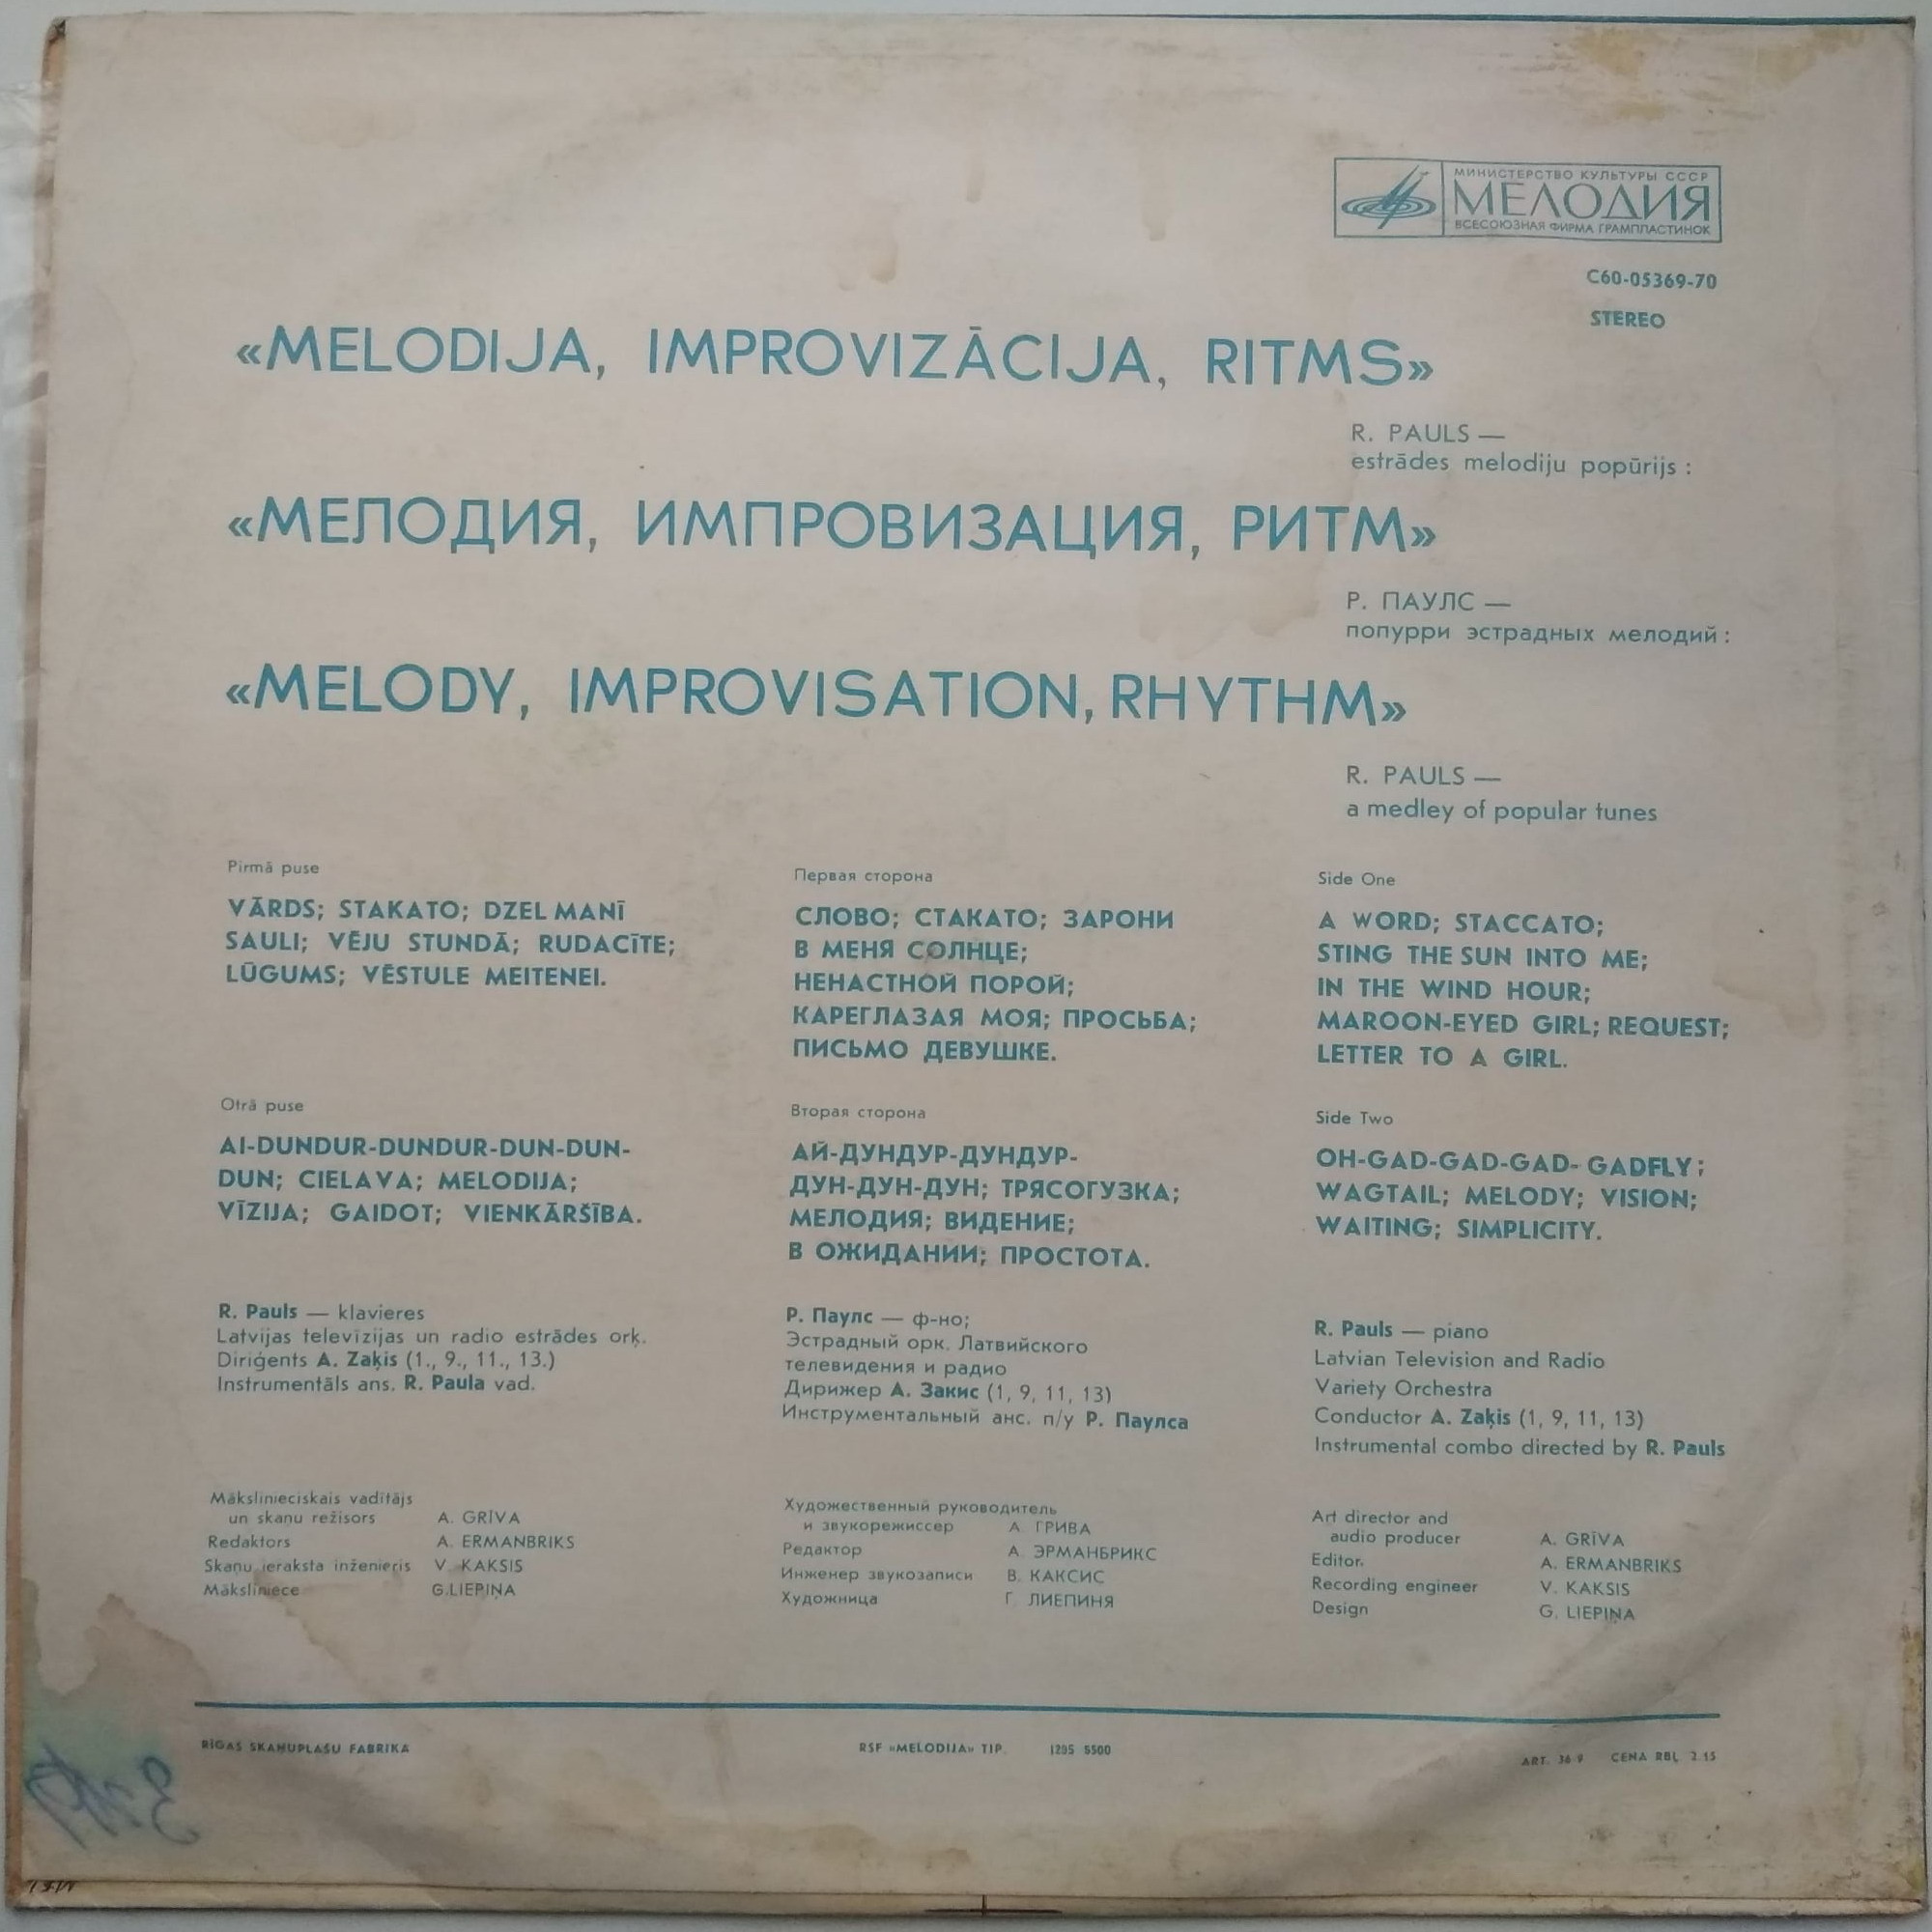 МИНИСТЕРСТВО КУЛЬТУРЫ СССР
МЕЛОДИЯ
ВСЕСОЮЗНАЯ ФИРМА ГРАМПЛАСТИНОК
С60-05369-70
STEREO
«MELODIJA, IMPROVIZĀCIJA, RITMS»
R. PAULS —
estrādes melodiju popūrijs :
«МЕЛОДИЯ, ИМПРОВИЗАЦИЯ, РИТМ»
Р. ПАУЛС —
попурри эстрадных мелодий :
«MELODY, IMPROVISATION, RHYTHM»
R. PAULS —
a medley of popular tunes
Pirmā puse
VĀRDS; STAKATO; DZEL MANĪ
SAULI; VĒJU STUNDĀ; RUDACĪTE;
LŪGUMS; VĒSTULE MEITENEI.
Первая сторона
СЛОВО; СТАКАТО; ЗАРОНИ
В МЕНЯ СОЛНЦЕ;
НЕНАСТНОЙ ПОРОЙ;
КАРЕГЛАЗАЯ МОЯ; ПРОСЬБА;
ПИСЬМО ДЕВУШКЕ.
Side One
A WORD; STACCATO;
STING THE SUN INTO ME;
IN THE WIND HOUR;
MAROON-EYED GIRL; REQUEST;
LETTER TO A GIRL.
Otrā puse
AI-DUNDUR-DUNDUR-DUN-DUN-
DUN; CIELAVA; MELODIJA;
VĪZIJA; GAIDOT; VIENKĀRŠĪBA.
Вторая сторона
АЙ-ДУНДУР-ДУНДУР-
ДУН-ДУН-ДУН; ТРЯСОГУЗКА;
МЕЛОДИЯ; ВИДЕНИЕ;
В ОЖИДАНИИ; ПРОСТОТА.
Side Two
OH-GAD-GAD-GAD- GADFLY;
WAGTAIL; MELODY; VISION;
WAITING; SIMPLICITY.
R. Pauls — klavieres
Latvijas televīzijas un radio estrādes orķ.
Diriģents A. Zaķis (1., 9., 11., 13.)
Instrumentāls ans. R. Paula vad.
Р. Паулс — ф-но;
Эстрадный орк. Латвийского
телевидения и радио
Дирижер А. Закис (1, 9, 11, 13)
Инструментальный анс. п/у Р. Паулса
R. Pauls — piano
Latvian Television and Radio
Variety Orchestra
Conductor A. Zaķis (1, 9, 11, 13)
Instrumental combo directed by R. Pauls
Mākslinieciskais vadītājs
un skaņu režisors A. GRĪVA
Redaktors A. ERMANBRIKS
Skaņu ieraksta inženieris V. KAKSIS
Māksliniece G.LIEPIŅA
Художественный руководитель
и звукорежиссер А. ГРИВА
Редактор А. ЭРМАНБРИКС
Инженер звукозаписи В. КАКСИС
Художница Г. ЛИЕПИНЯ
Art director and
audio producer A. GRĪVA
Editor. A. ERMANBRIKS
Recording engineer V. KAKSIS
Design G. LIEPIŅA
RĪGAS SKAŅUPLAŠU FABRIKA
RSF «MELODIJA» TIP. 1295 5500
ART. 36-9 CENA RBĻ 2.15